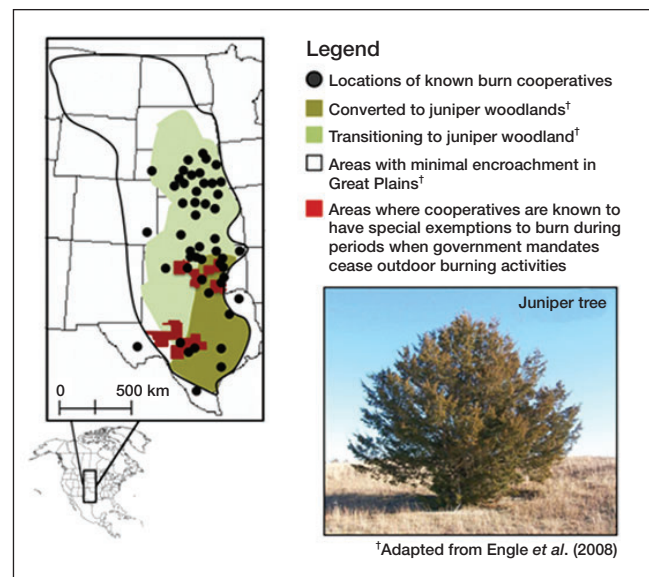 Legend
Locations of known burn cooperatives
Converted to juniper woodlands†
Transitioning to juniper woodland†
Areas with minimal encroachment in
Great Plains†
Areas where cooperatives are known to
have special exemptions to burn during
periods when government mandates
cease outdoor burning activities
0 500 km
Juniper tree
†Adapted from Engle et al. (2008)